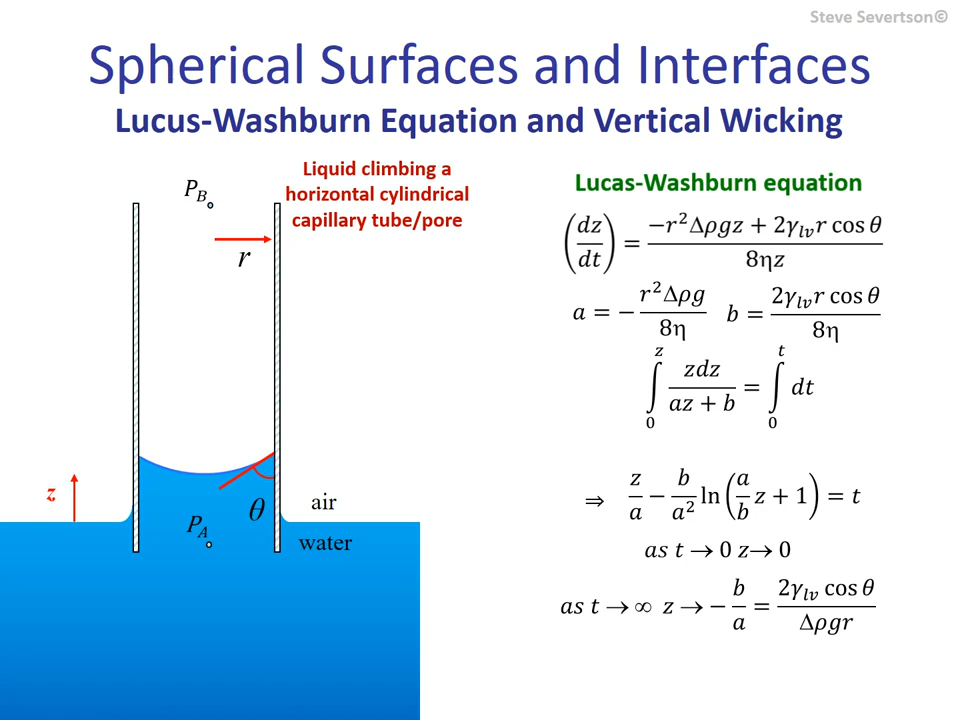 Steve Severtson©
Spherical Surfaces and Interfaces
Lucus-Washburn Equation and Vertical Wicking
Liquid climbing a
horizontal cylindrical
capillary tube/pore
P_B
r
z
θ
P_A
air
water
Lucas-Washburn equation
(dz/dt) = (−r²Δρgz + 2γ_lv r cos θ)/(8ηz)
a = −(r²Δρg)/(8η) b = (2γ_lv r cos θ)/(8η)
∫₀ᶻ zdz/(az + b) = ∫₀ᵗ dt
⇒ z/a − b/a² ln(a/b z + 1) = t
as t → 0 z→ 0
as t → ∞ z → −b/a = (2γ_lv cos θ)/(Δρgr)